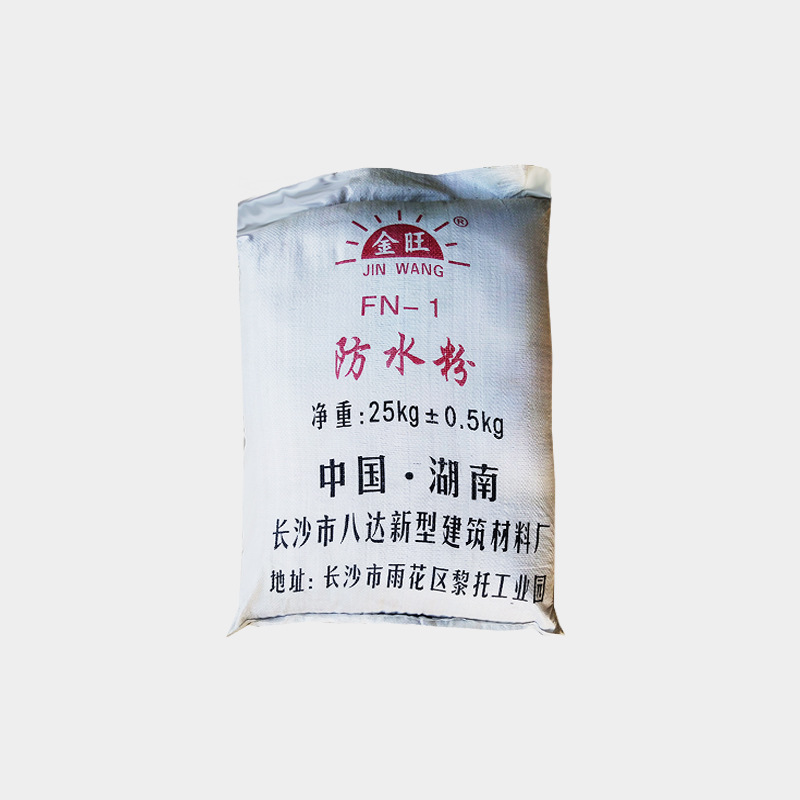 金旺®
JIN WANG
FN-1
防水粉
净重:25kg±0.5kg
中国·湖南
长沙市八达新型建筑材料厂
地址:长沙市雨花区黎托工业园